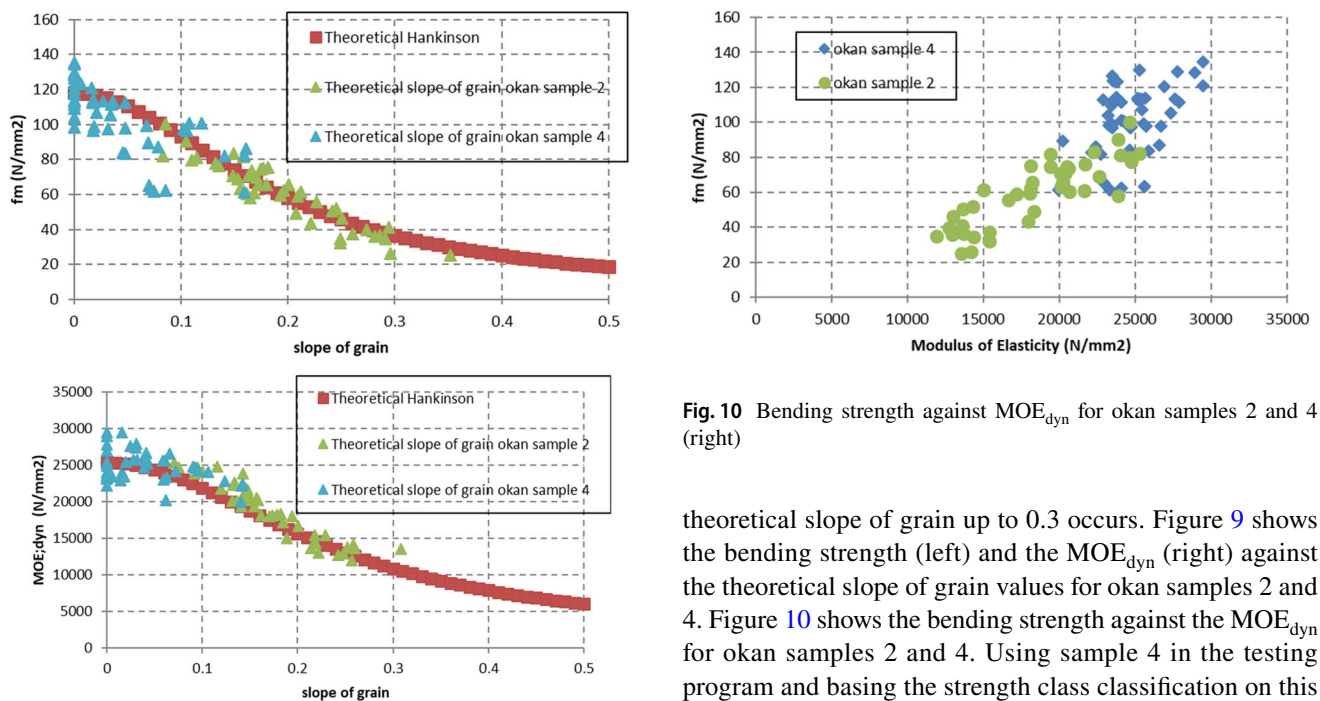 160
140
120
100
80
60
40
20
0
fm (N/mm2)
Theoretical Hankinson
Theoretical slope of grain okan sample 2
Theoretical slope of grain okan sample 4
0 0.1 0.2 0.3 0.4 0.5
slope of grain
35000
30000
25000
20000
15000
10000
5000
0
MOE;dyn (N/mm2)
Theoretical Hankinson
Theoretical slope of grain okan sample 2
Theoretical slope of grain okan sample 4
0 0.1 0.2 0.3 0.4 0.5
slope of grain
160
140
120
100
80
60
40
20
0
fm (N/mm2)
okan sample 4
okan sample 2
0 5000 10000 15000 20000 25000 30000 35000
Modulus of Elasticity (N/mm2)
Fig. 10 Bending strength against MOEdyn for okan samples 2 and 4
(right)
theoretical slope of grain up to 0.3 occurs. Figure 9 shows
the bending strength (left) and the MOEdyn (right) against
the theoretical slope of grain values for okan samples 2 and
4. Figure 10 shows the bending strength against the MOEdyn
for okan samples 2 and 4. Using sample 4 in the testing
program and basing the strength class classification on this